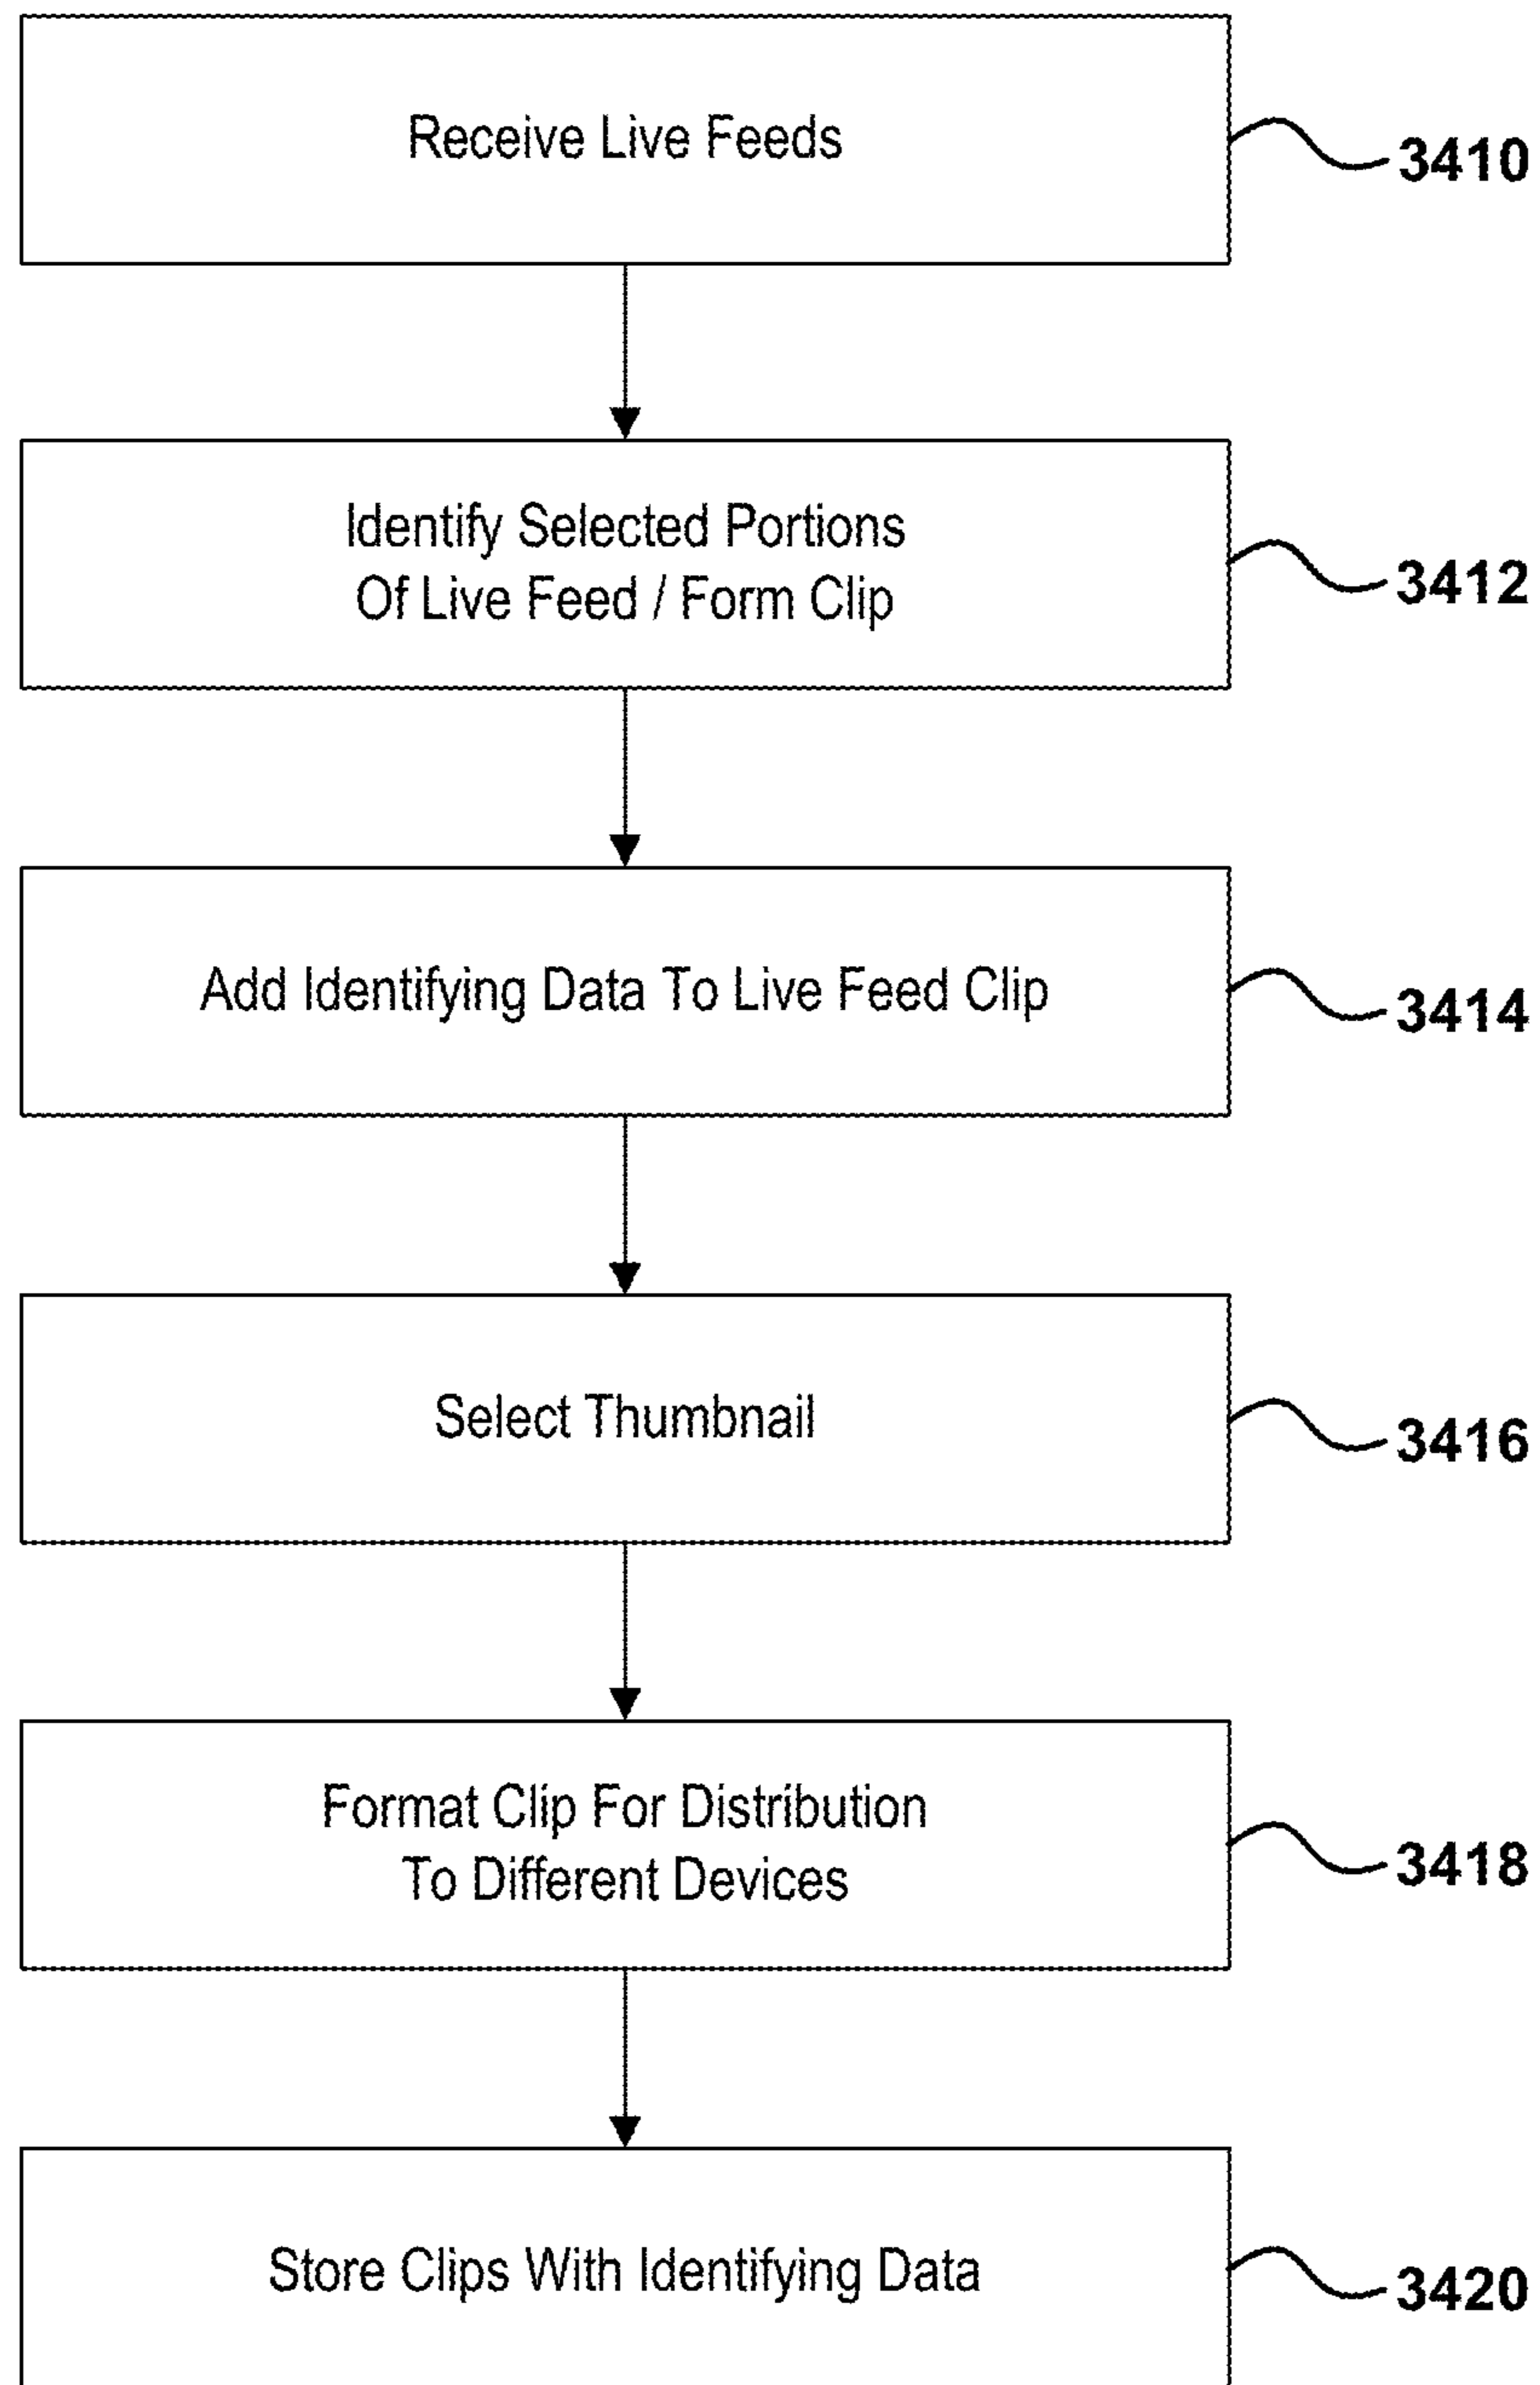 Receive Live Feeds
3410
Identify Selected Portions
Of Live Feed / Form Clip
3412
Add Identifying Data To Live Feed Clip
3414
Select Thumbnail
3416
Format Clip For Distribution
To Different Devices
3418
Store Clips With Identifying Data
3420